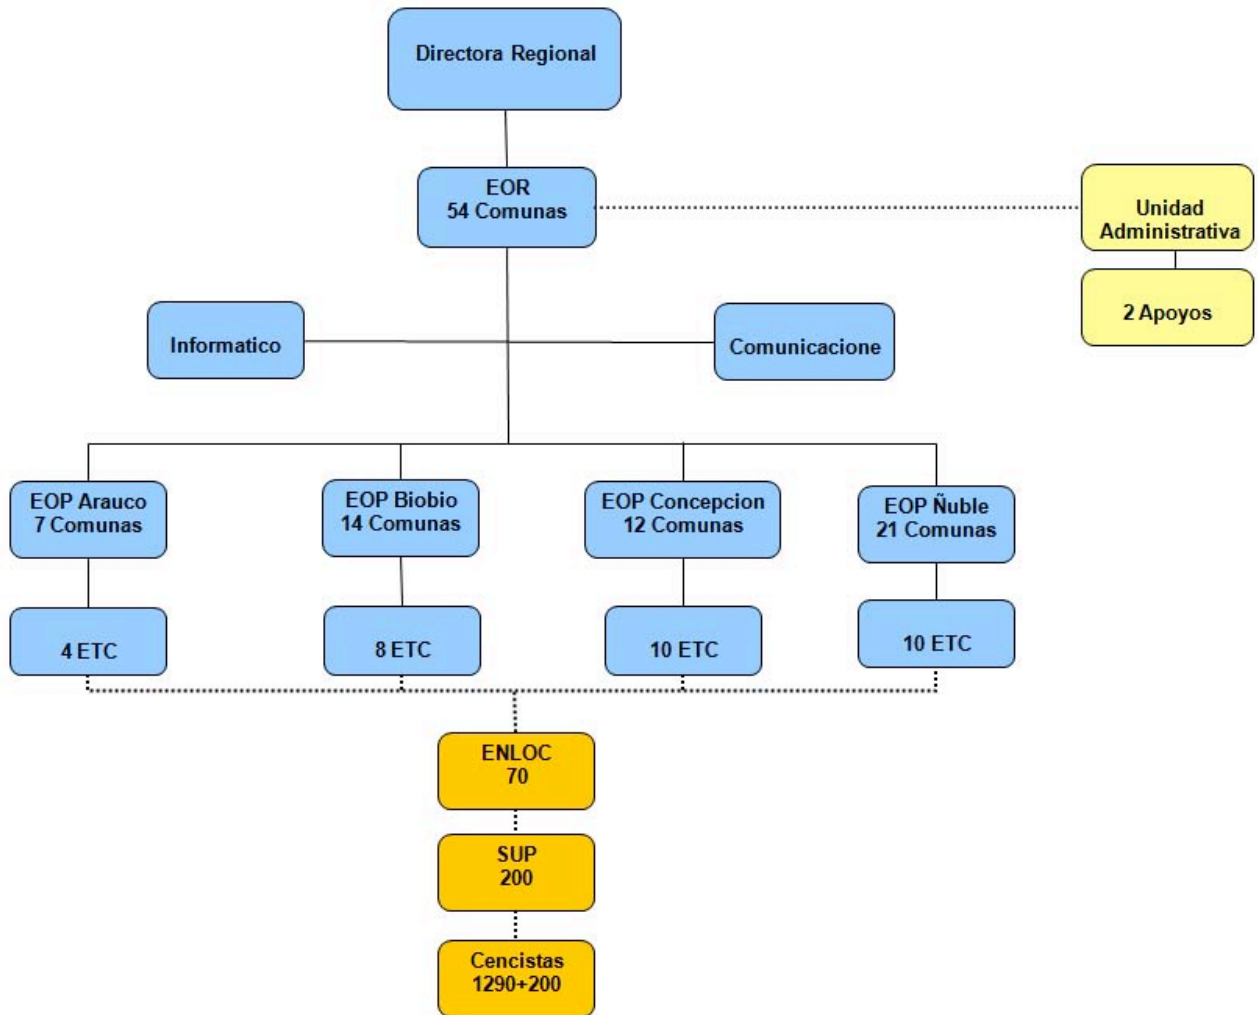 Directora Regional
EOR
54 Comunas
Unidad
Administrativa
2 Apoyos
Informatico
Comunicacione
EOP Arauco
7 Comunas
EOP Biobio
14 Comunas
EOP Concepcion
12 Comunas
EOP Ñuble
21 Comunas
4 ETC
8 ETC
10 ETC
10 ETC
ENLOC
70
SUP
200
Cencistas
1290+200